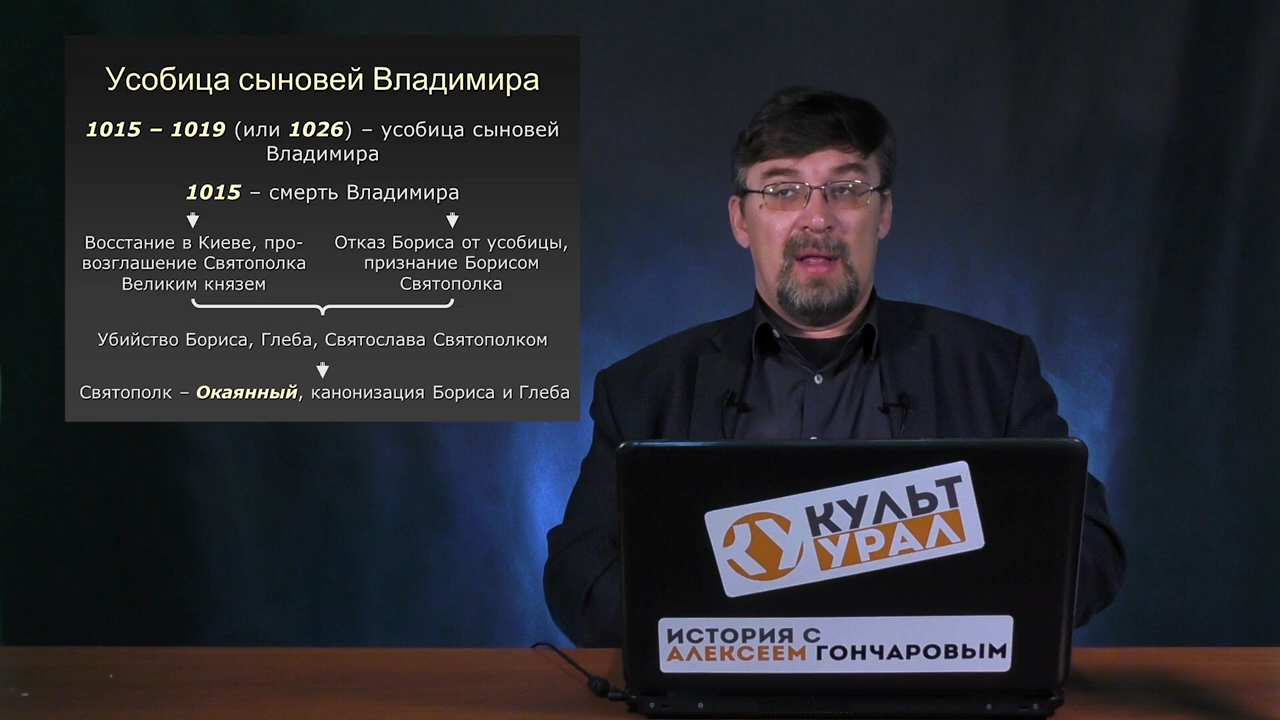 Усобица сыновей Владимира
1015 – 1019 (или 1026) – усобица сыновей
Владимира
1015 – смерть Владимира
Восстание в Киеве, про-
возглашение Святополка
Великим князем
Отказ Бориса от усобицы,
признание Борисом
Святополка
Убийство Бориса, Глеба, Святослава Святополком
Святополк – Окаянный, канонизация Бориса и Глеба
КУ КУЛЬТ
УРАЛ
ИСТОРИЯ С
АЛЕКСЕЕМ ГОНЧАРОВЫМ